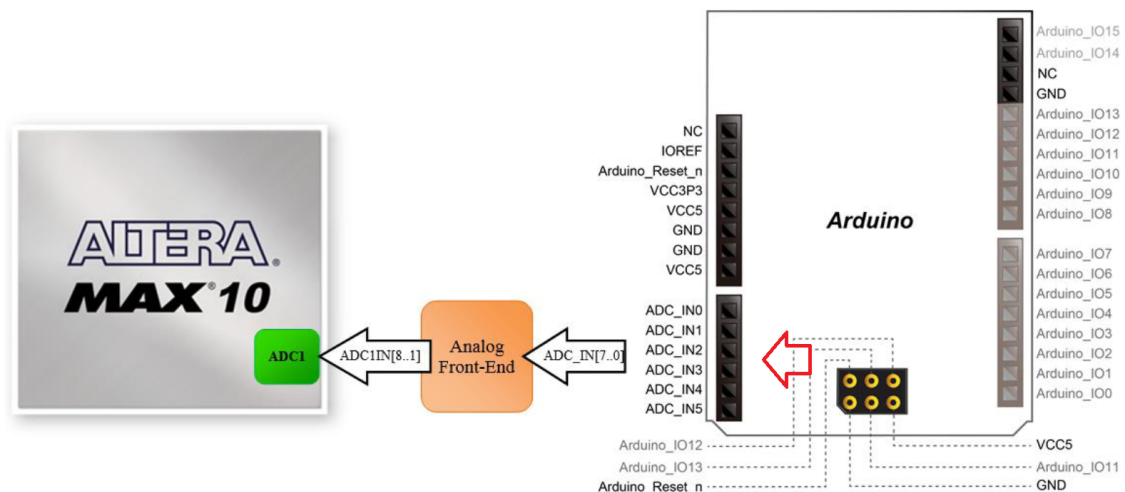 ALTERA®
MAX®10
ADC1
ADC1IN[8..1]
Analog
Front-End
ADC_IN[7..0]
NC
IOREF
Arduino_Reset_n
VCC3P3
VCC5
GND
GND
VCC5
ADC_IN0
ADC_IN1
ADC_IN2
ADC_IN3
ADC_IN4
ADC_IN5
Arduino
Arduino_IO15
Arduino_IO14
NC
GND
Arduino_IO13
Arduino_IO12
Arduino_IO11
Arduino_IO10
Arduino_IO9
Arduino_IO8
Arduino_IO7
Arduino_IO6
Arduino_IO5
Arduino_IO4
Arduino_IO3
Arduino_IO2
Arduino_IO1
Arduino_IO0
Arduino_IO12
Arduino_IO13
Arduino_Reset_n
VCC5
Arduino_IO11
GND